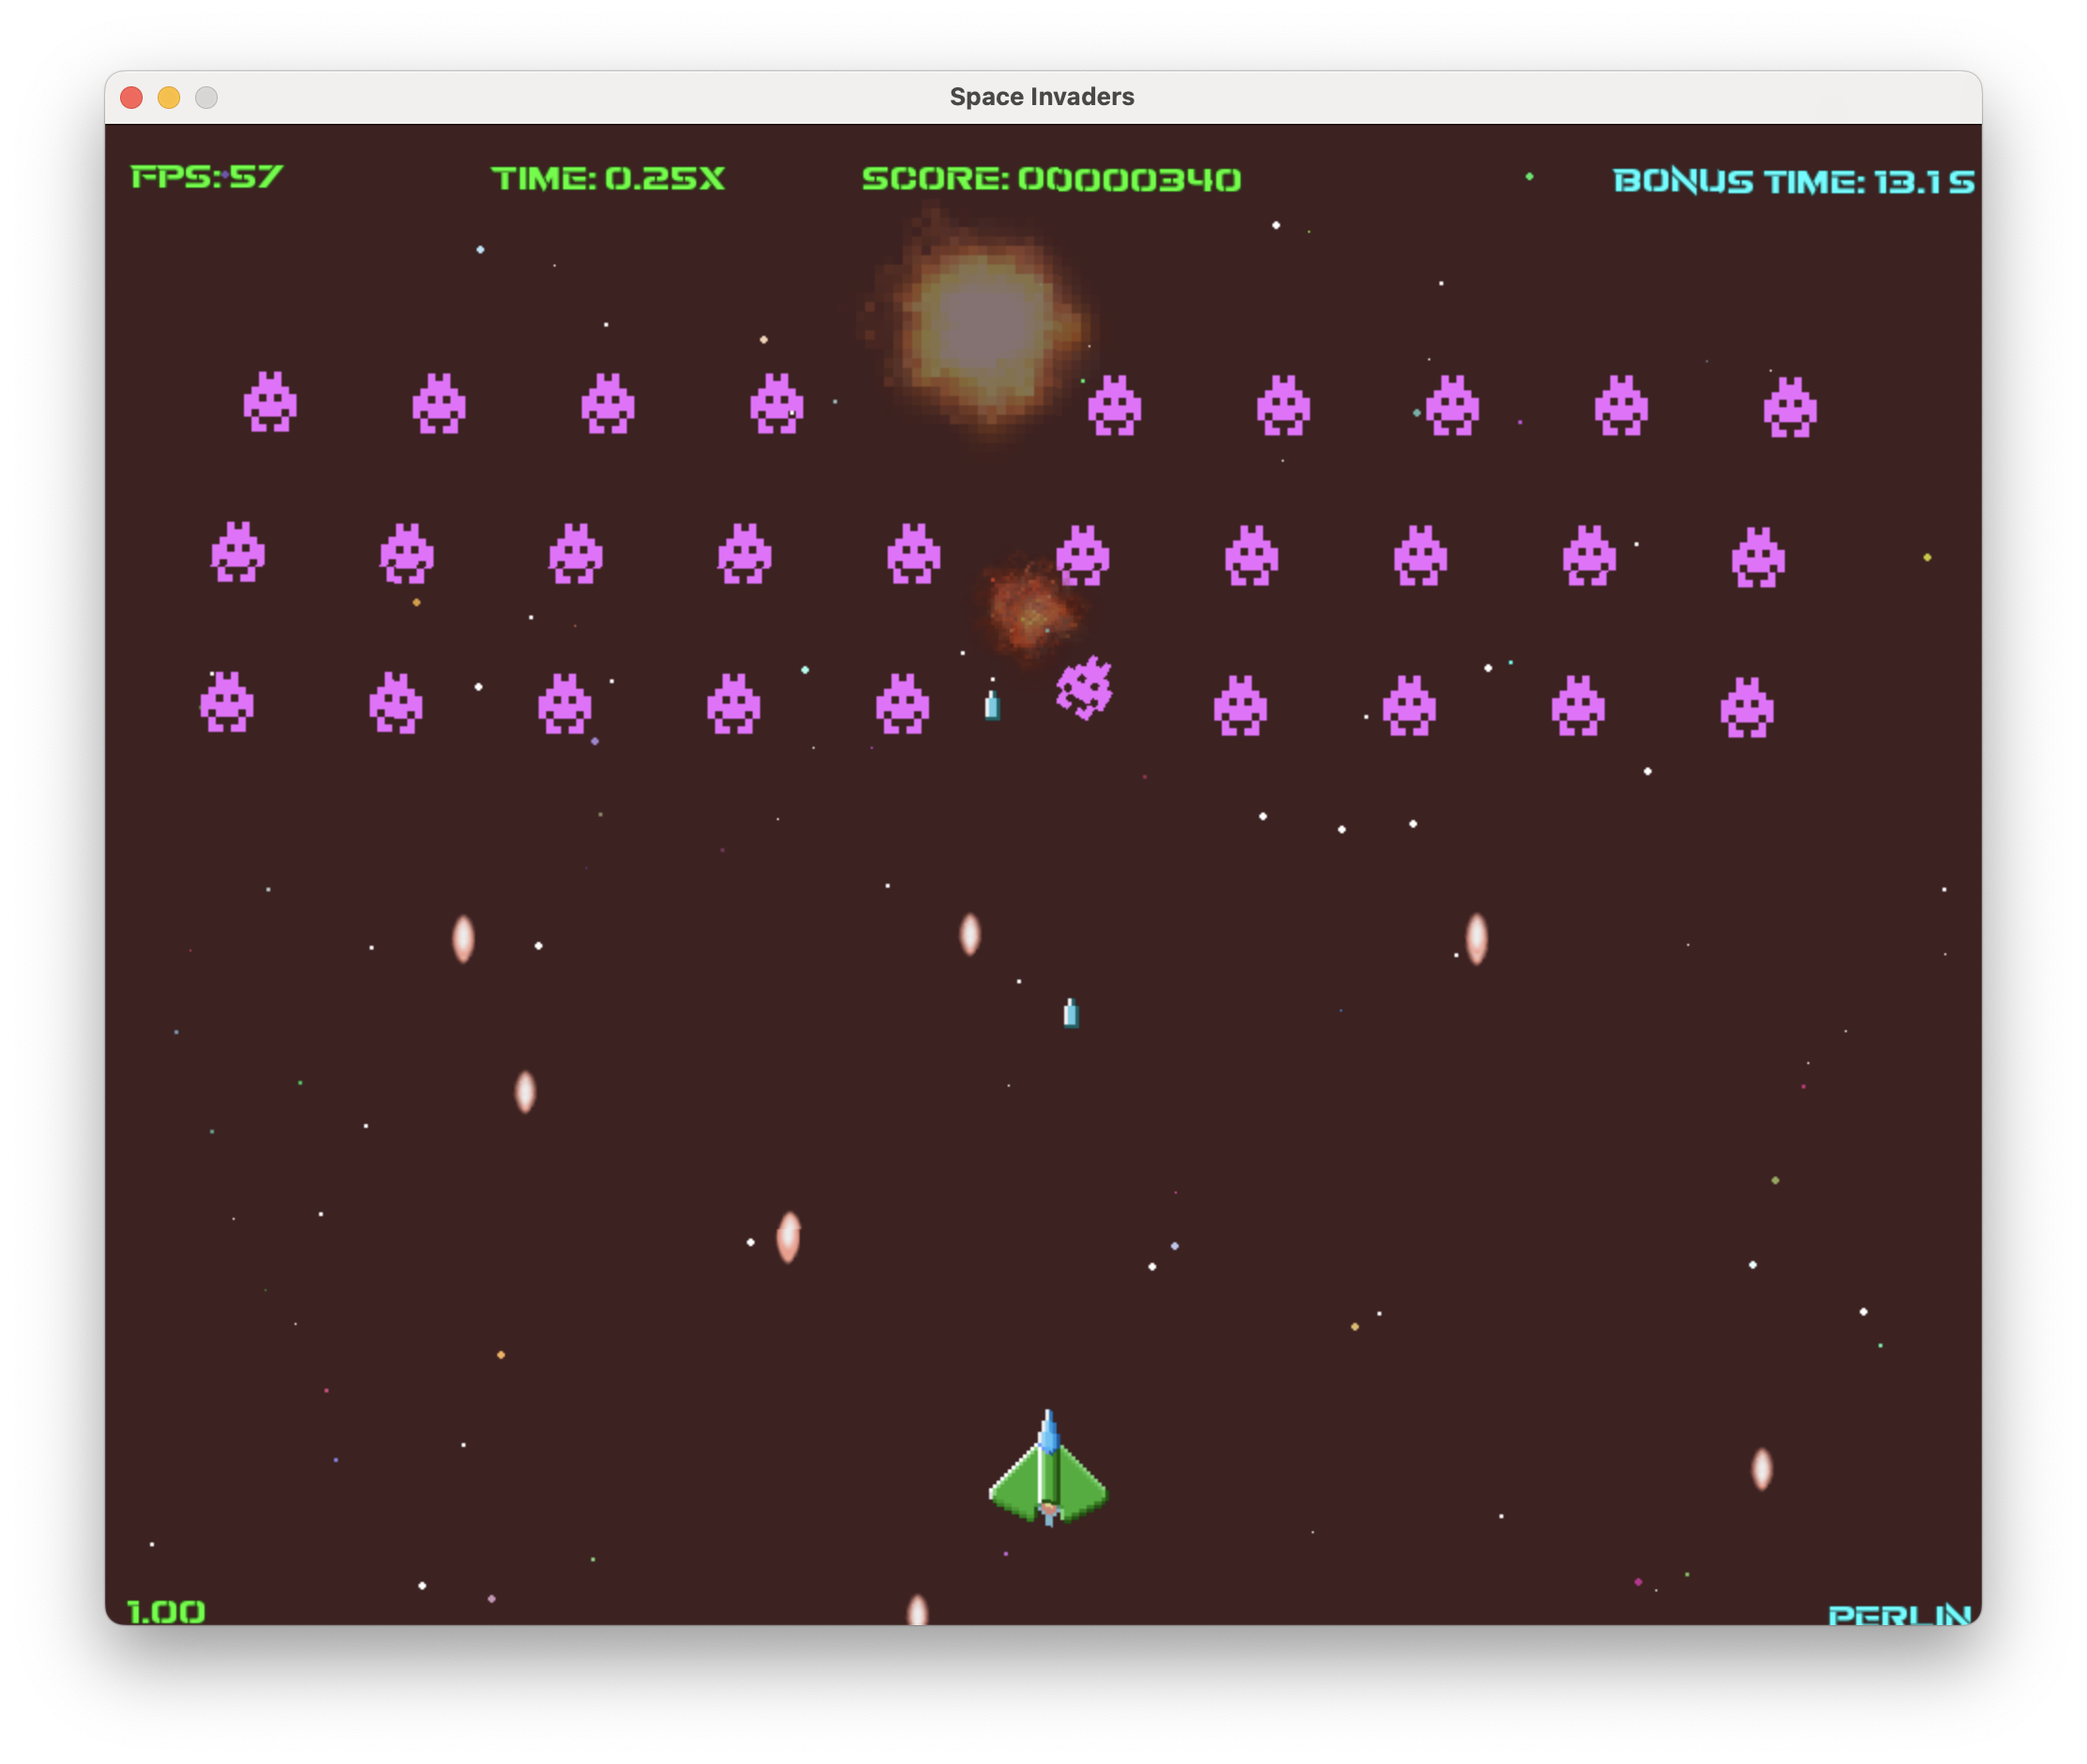 Space Invaders
FPS: 57 TIME: 0.25X SCORE: 00000340 BONUS TIME: 13.1 S
1.00 PERLIN